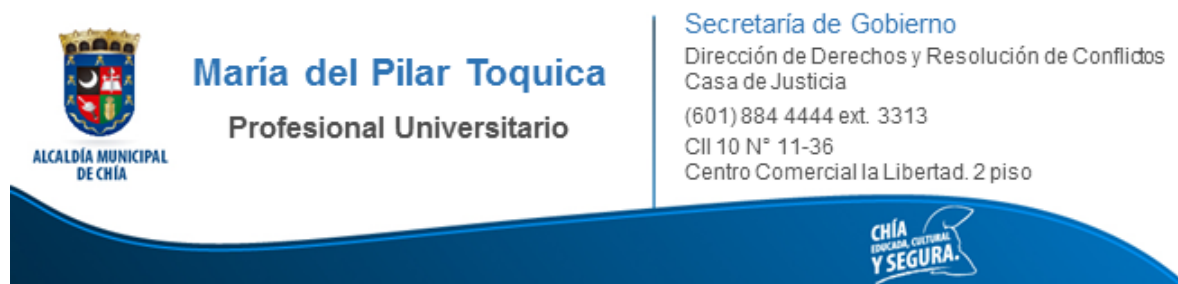 ALCALDÍA MUNICIPAL
DE CHÍA
María del Pilar Toquica
Profesional Universitario
Secretaría de Gobierno
Dirección de Derechos y Resolución de Conflictos
Casa de Justicia
(601) 884 4444 ext. 3313
Cll 10 N° 11-36
Centro Comercial la Libertad. 2 piso
CHÍA
EDUCADA, CULTURAL
Y SEGURA.